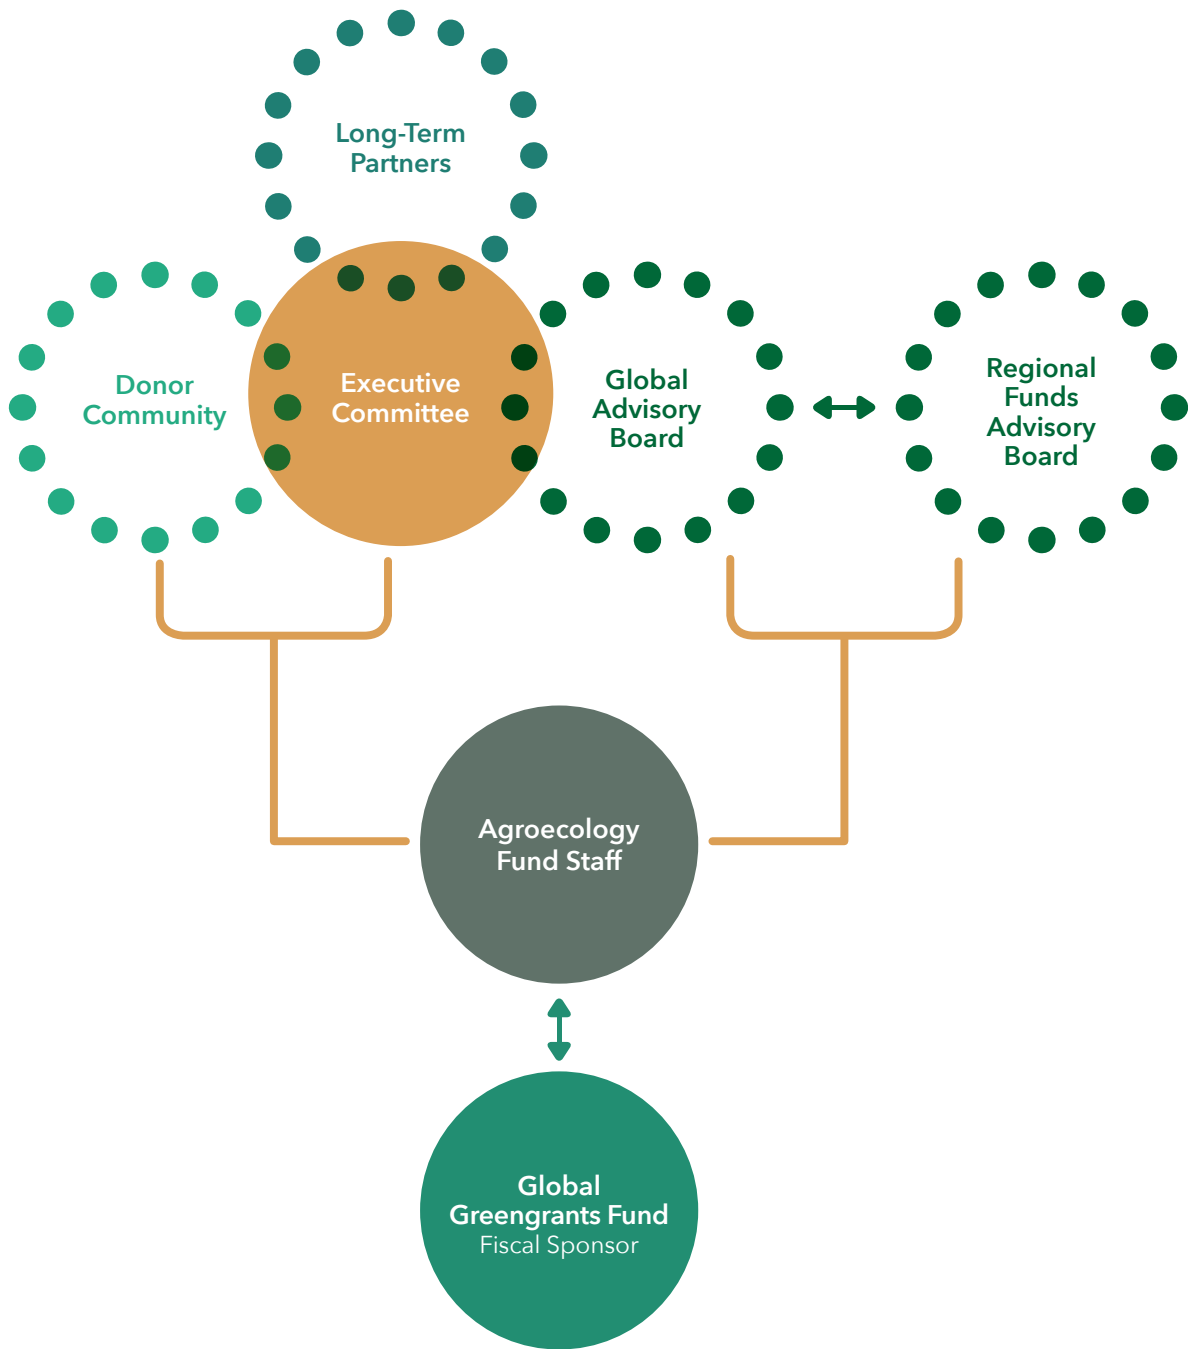 Long-Term
Partners
Donor
Community
Executive
Committee
Global
Advisory
Board
Regional
Funds
Advisory
Board
Agroecology
Fund Staff
Global
Greengrants Fund
Fiscal Sponsor